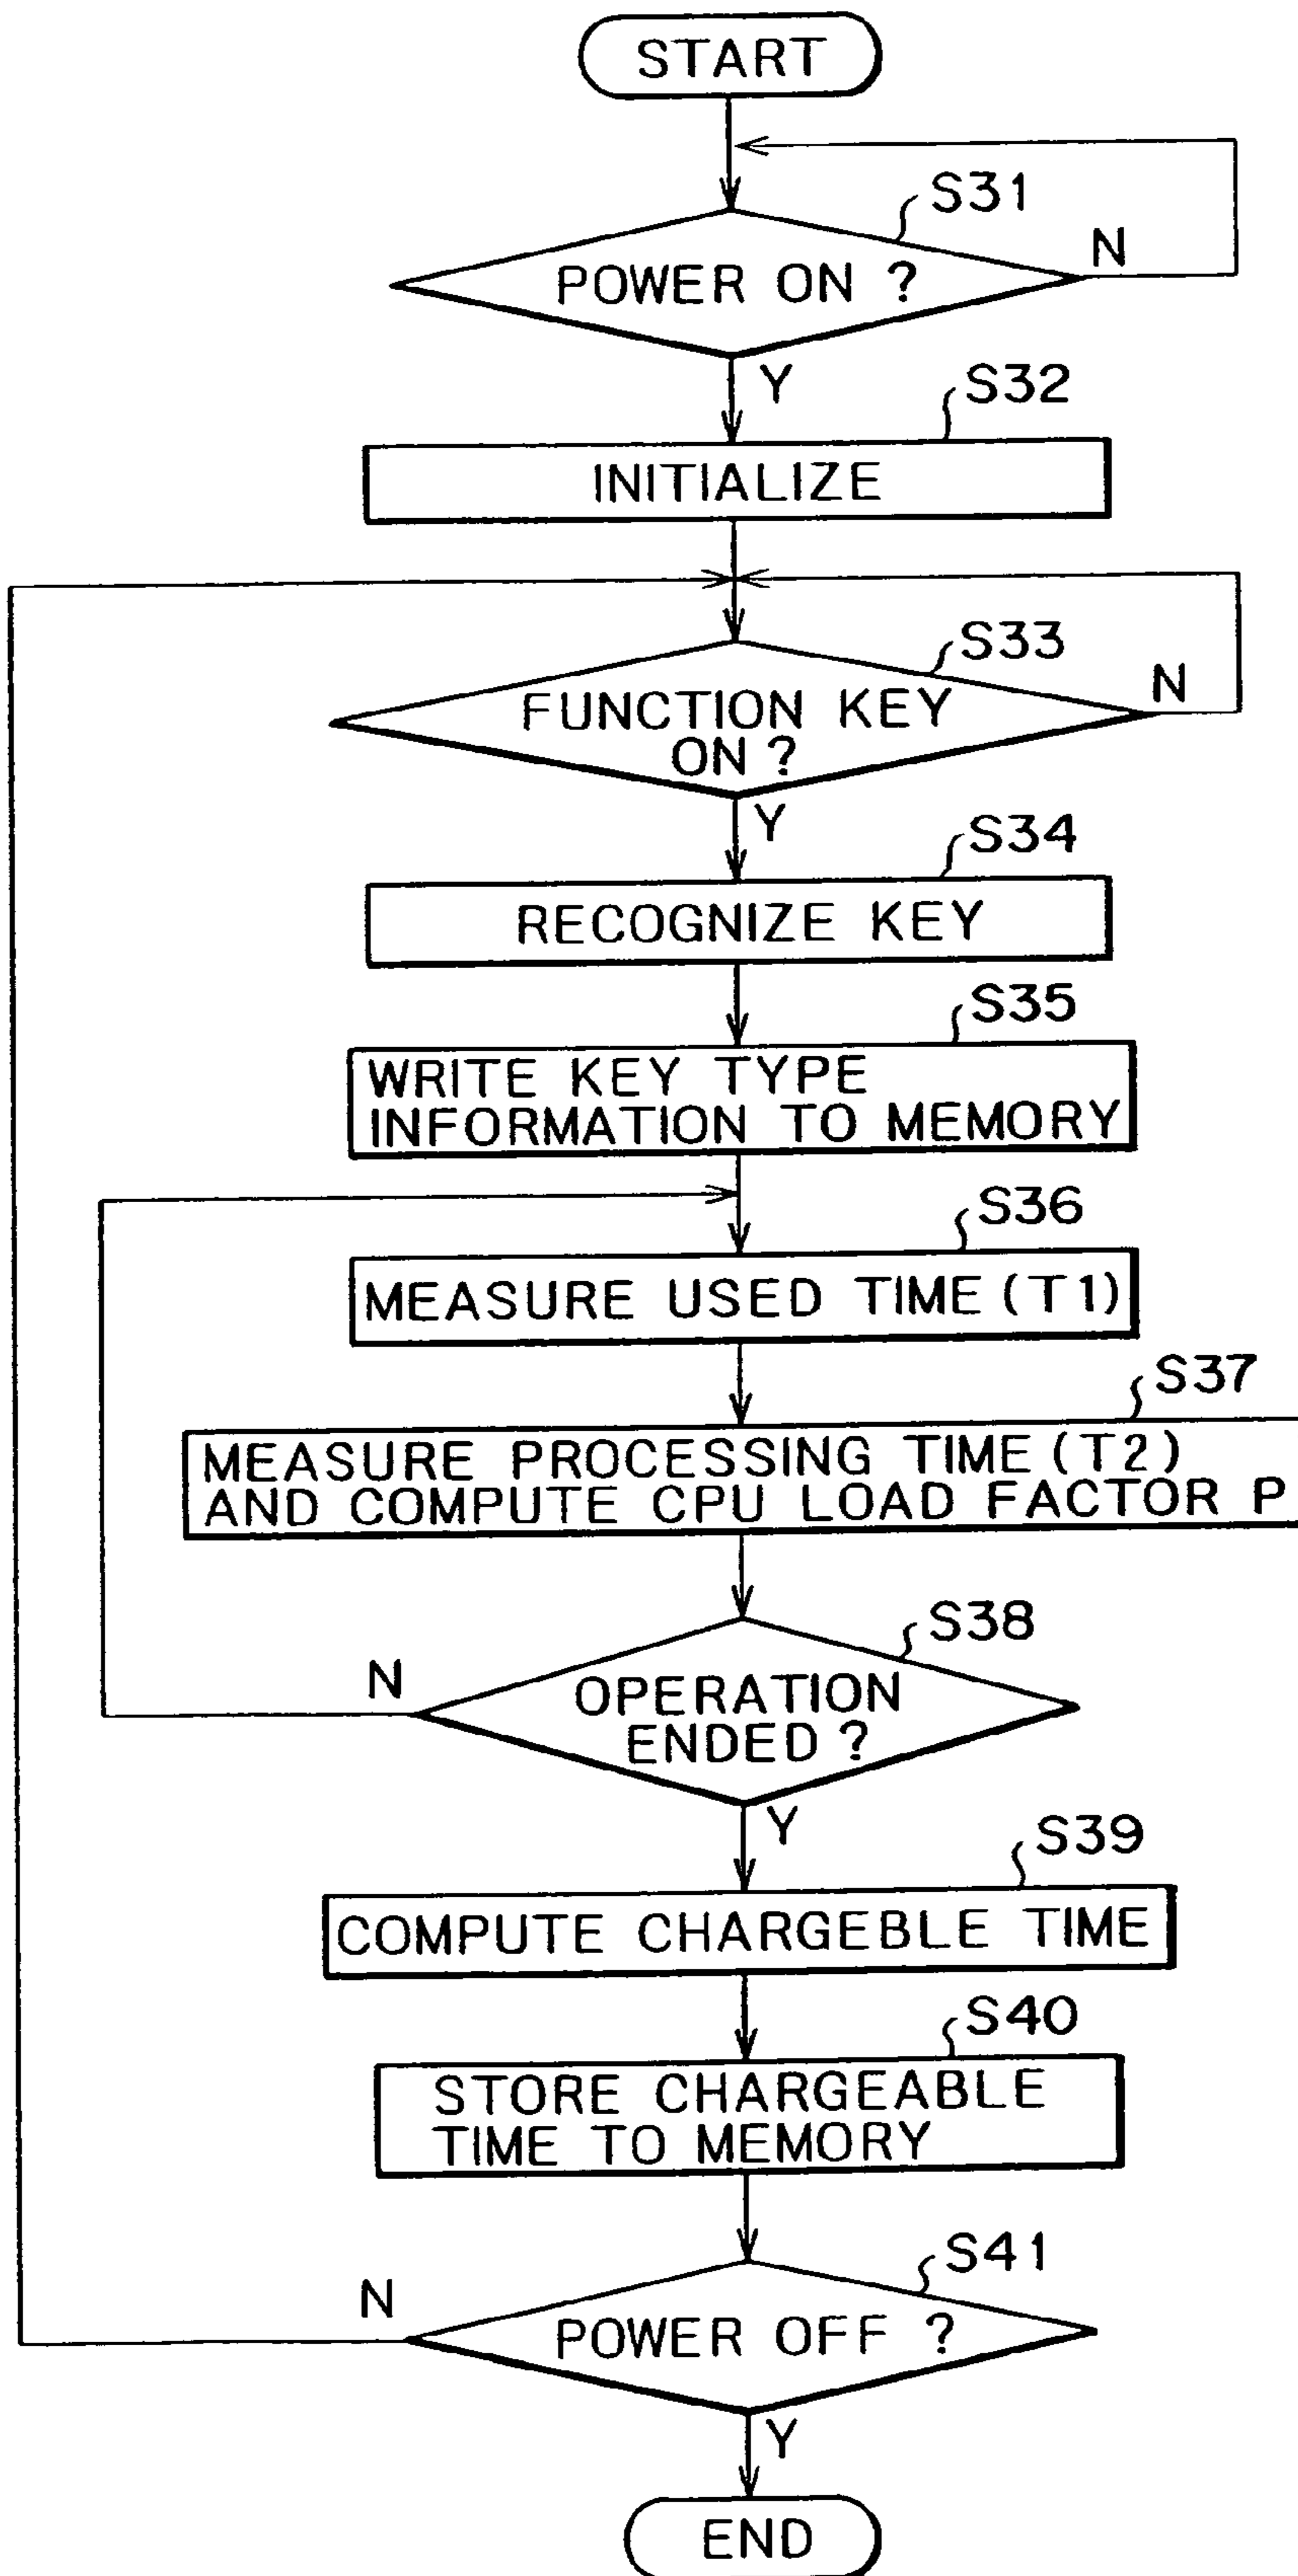 START
S31
POWER ON ?
N
Y
S32
INITIALIZE
S33
FUNCTION KEY
ON ?
N
Y
S34
RECOGNIZE KEY
S35
WRITE KEY TYPE
INFORMATION TO MEMORY
S36
MEASURE USED TIME (T1)
S37
MEASURE PROCESSING TIME (T2)
AND COMPUTE CPU LOAD FACTOR P
S38
N
OPERATION
ENDED ?
Y
S39
COMPUTE CHARGEBLE TIME
S40
STORE CHARGEABLE
TIME TO MEMORY
S41
N
POWER OFF ?
Y
END